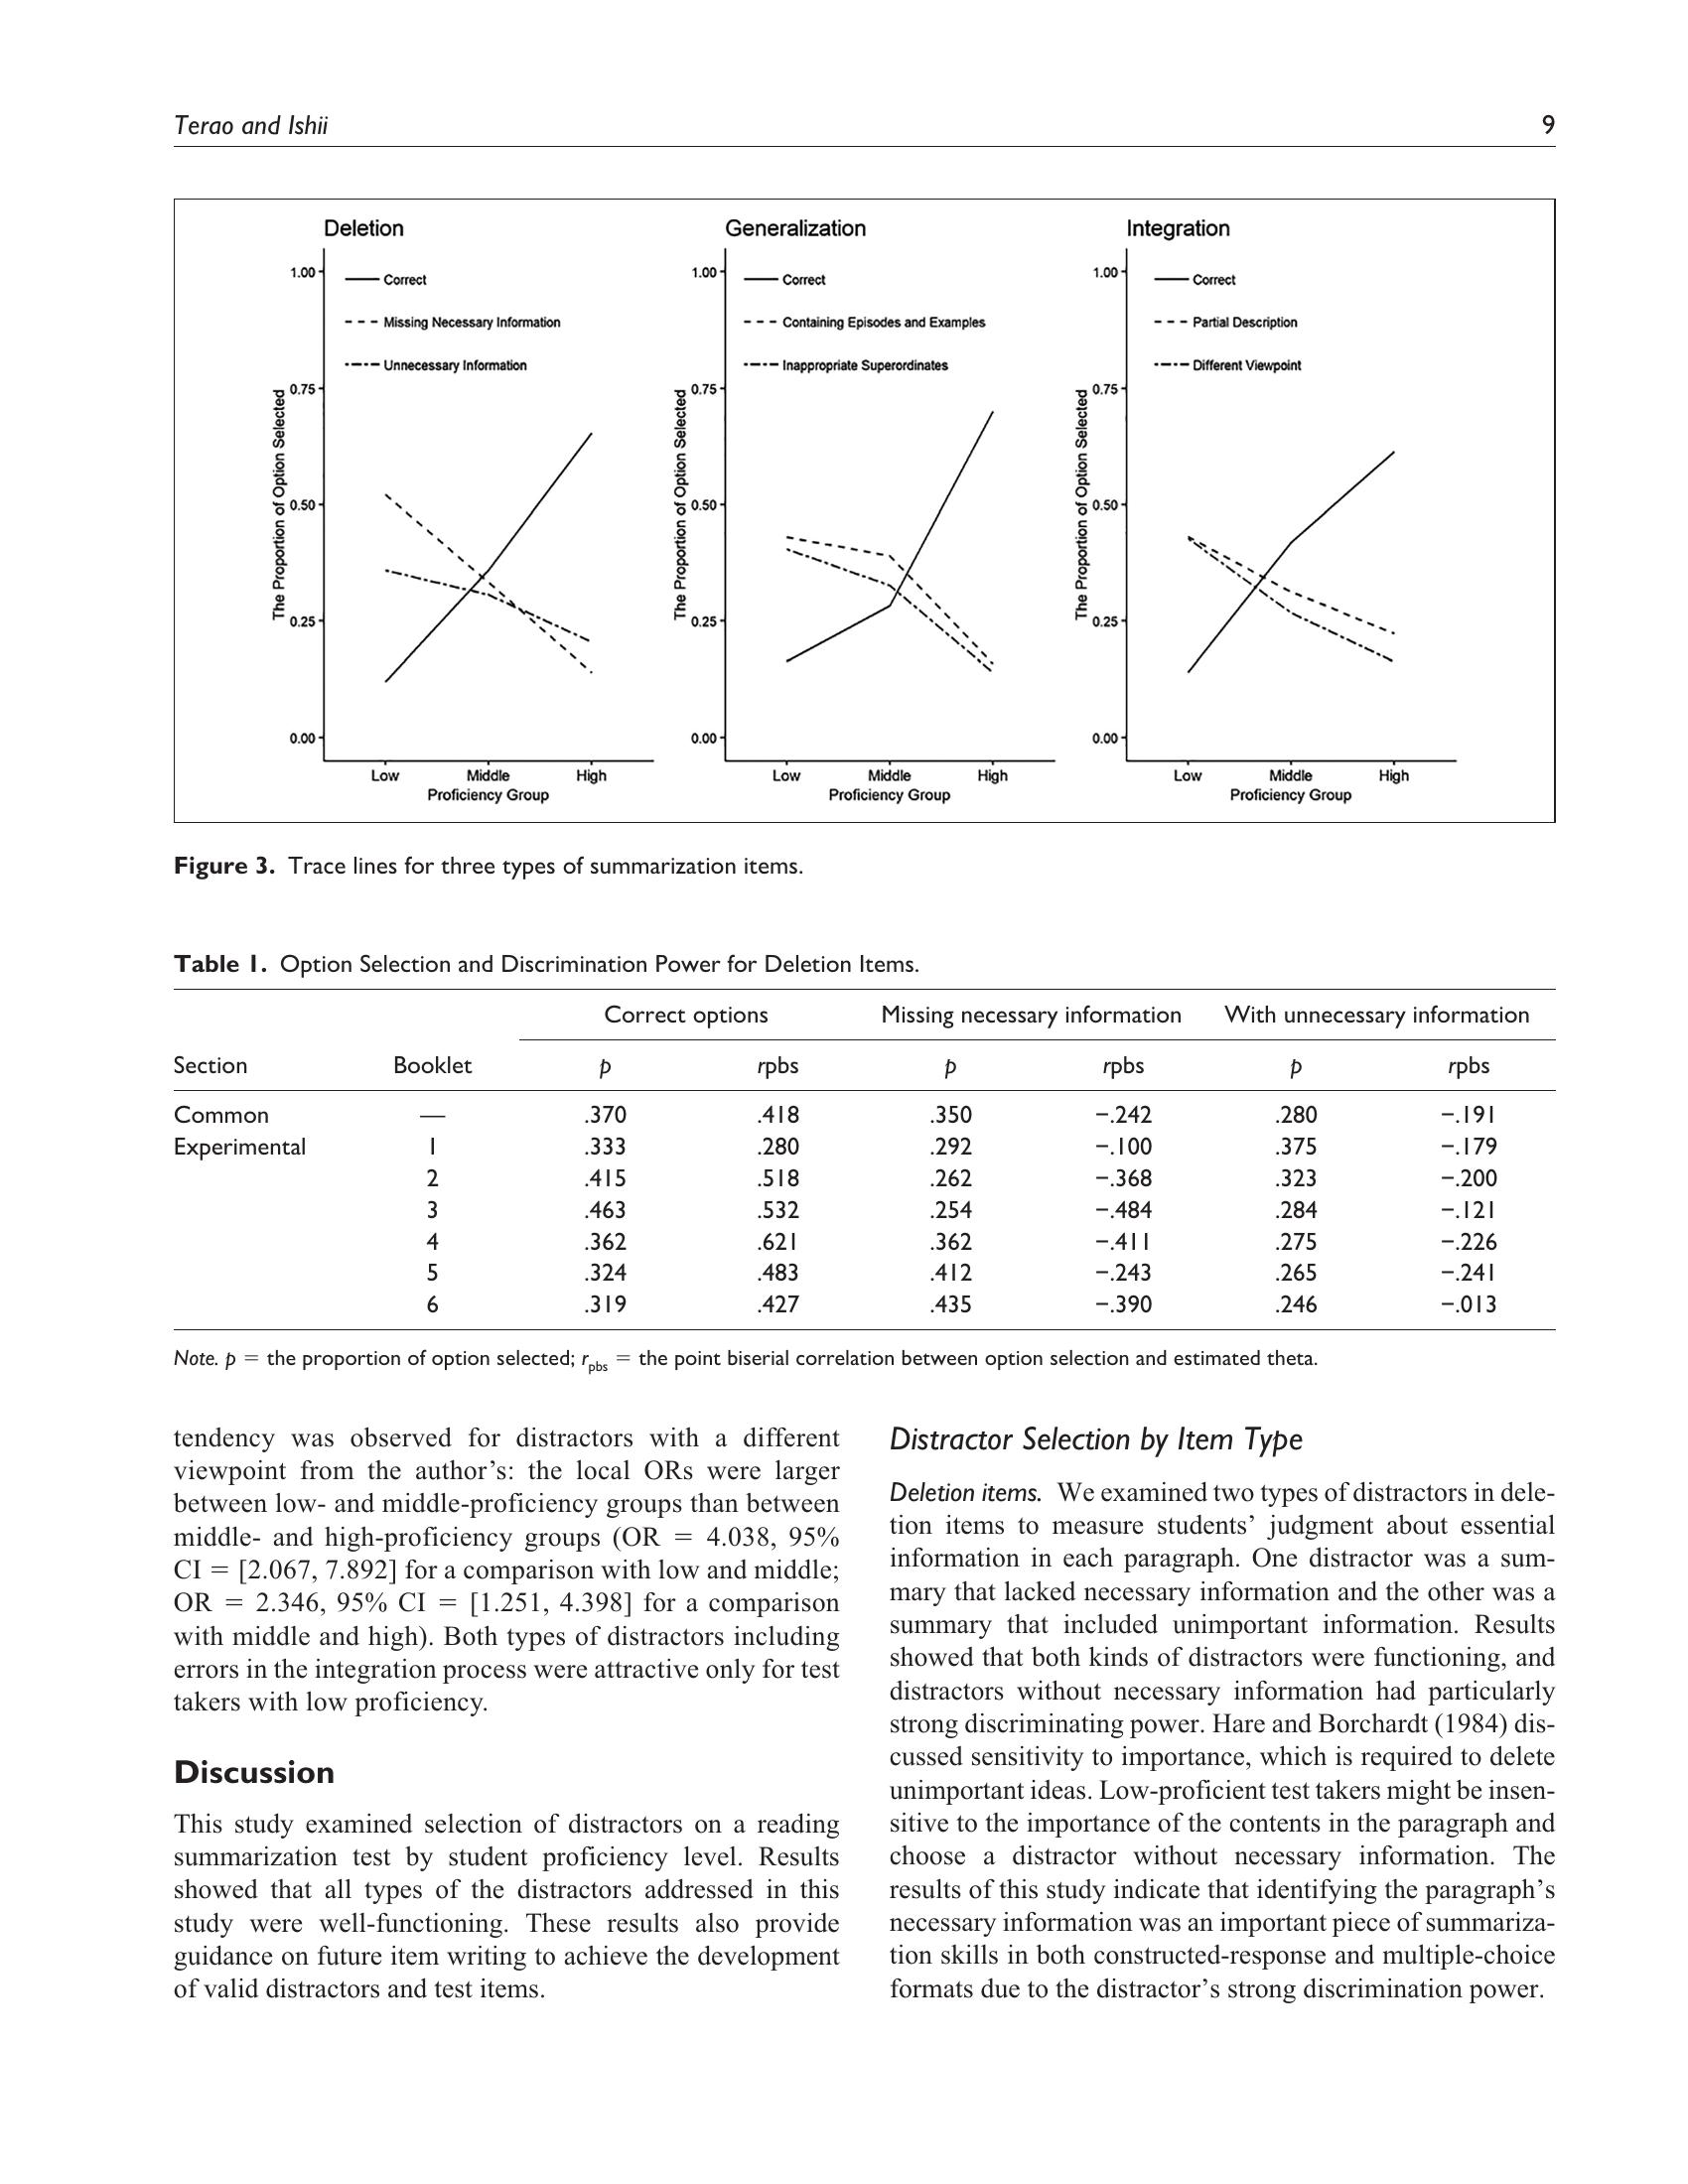 Terao and Ishii 9
Deletion
1.00
0.75
0.50
0.25
0.00
The Proportion of Option Selected
Correct
Missing Necessary Information
Unnecessary Information
Low Middle High
Proficiency Group
Generalization
1.00
0.75
0.50
0.25
0.00
The Proportion of Option Selected
Correct
Containing Episodes and Examples
Inappropriate Superordinates
Low Middle High
Proficiency Group
Integration
1.00
0.75
0.50
0.25
0.00
The Proportion of Option Selected
Correct
Partial Description
Different Viewpoint
Low Middle High
Proficiency Group
Figure 3. Trace lines for three types of summarization items.
Table 1. Option Selection and Discrimination Power for Deletion Items.
Correct options Missing necessary information With unnecessary information
Section Booklet p rpbs p rpbs p rpbs
Common — .370 .418 .350 −.242 .280 −.191
Experimental 1 .333 .280 .292 −.100 .375 −.179
2 .415 .518 .262 −.368 .323 −.200
3 .463 .532 .254 −.484 .284 −.121
4 .362 .621 .362 −.411 .275 −.226
5 .324 .483 .412 −.243 .265 −.241
6 .319 .427 .435 −.390 .246 −.013
Note. p = the proportion of option selected; rpbs = the point biserial correlation between option selection and estimated theta.
tendency was observed for distractors with a different
viewpoint from the author's: the local ORs were larger
between low- and middle-proficiency groups than between
middle- and high-proficiency groups (OR = 4.038, 95%
CI = [2.067, 7.892] for a comparison with low and middle;
OR = 2.346, 95% CI = [1.251, 4.398] for a comparison
with middle and high). Both types of distractors including
errors in the integration process were attractive only for test
takers with low proficiency.
Discussion
This study examined selection of distractors on a reading
summarization test by student proficiency level. Results
showed that all types of the distractors addressed in this
study were well-functioning. These results also provide
guidance on future item writing to achieve the development
of valid distractors and test items.
Distractor Selection by Item Type
Deletion items. We examined two types of distractors in dele-
tion items to measure students' judgment about essential
information in each paragraph. One distractor was a sum-
mary that lacked necessary information and the other was a
summary that included unimportant information. Results
showed that both kinds of distractors were functioning, and
distractors without necessary information had particularly
strong discriminating power. Hare and Borchardt (1984) dis-
cussed sensitivity to importance, which is required to delete
unimportant ideas. Low-proficient test takers might be insen-
sitive to the importance of the contents in the paragraph and
choose a distractor without necessary information. The
results of this study indicate that identifying the paragraph's
necessary information was an important piece of summariza-
tion skills in both constructed-response and multiple-choice
formats due to the distractor's strong discrimination power.